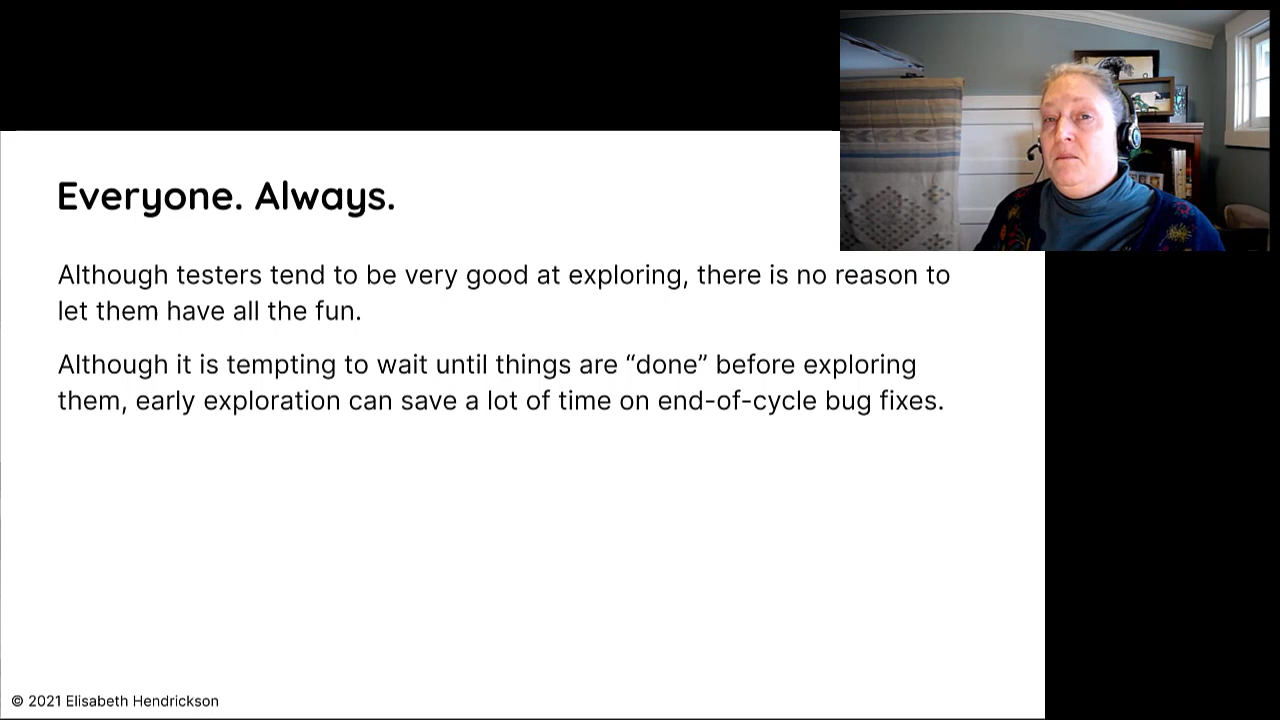 Everyone. Always.
Although testers tend to be very good at exploring, there is no reason to
let them have all the fun.
Although it is tempting to wait until things are “done” before exploring
them, early exploration can save a lot of time on end-of-cycle bug fixes.
© 2021 Elisabeth Hendrickson